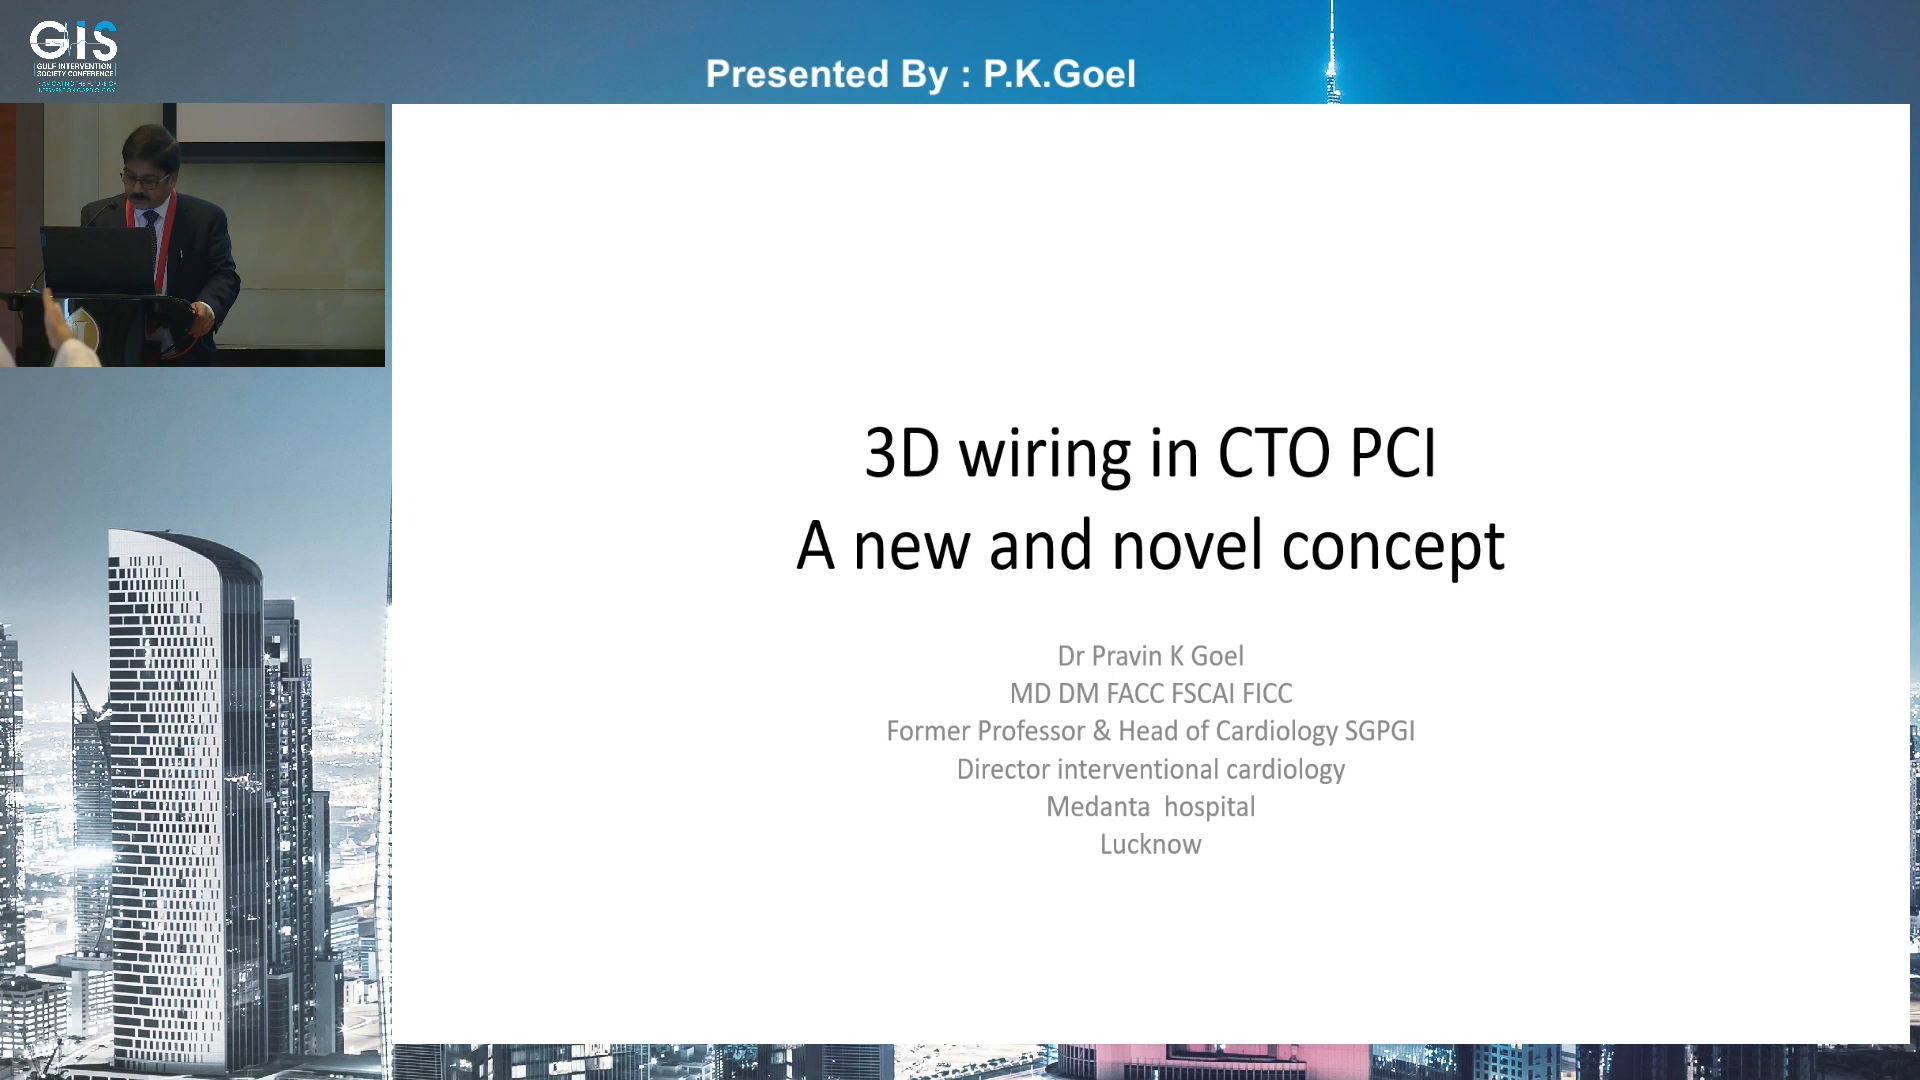 GIS
GULF INTERVENTION
SOCIETY CONFERENCE
Presented By : P.K.Goel
3D wiring in CTO PCI
A new and novel concept
Dr Pravin K Goel
MD DM FACC FSCAI FICC
Former Professor & Head of Cardiology SGPGI
Director interventional cardiology
Medanta hospital
Lucknow